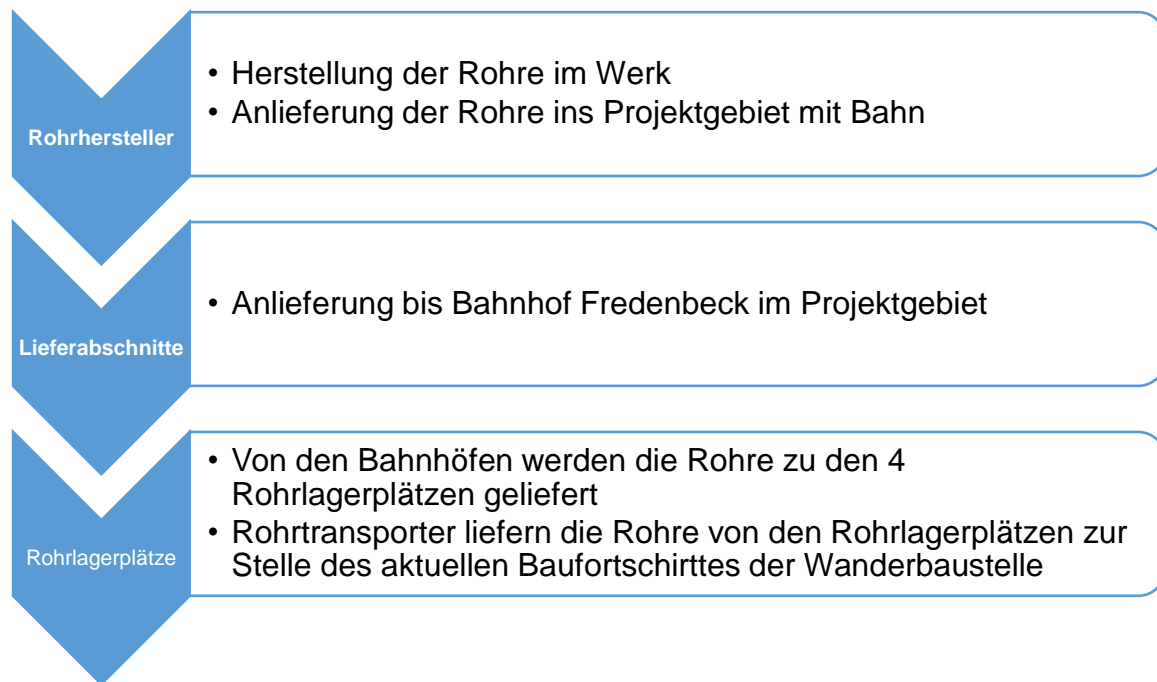 Rohrhersteller
• Herstellung der Rohre im Werk
• Anlieferung der Rohre ins Projektgebiet mit Bahn
Lieferabschnitte
• Anlieferung bis Bahnhof Fredenbeck im Projektgebiet
Rohrlagerplätze
• Von den Bahnhöfen werden die Rohre zu den 4
Rohrlagerplätzen geliefert
• Rohrtransporter liefern die Rohre von den Rohrlagerplätzen zur
Stelle des aktuellen Baufortschirttes der Wanderbaustelle